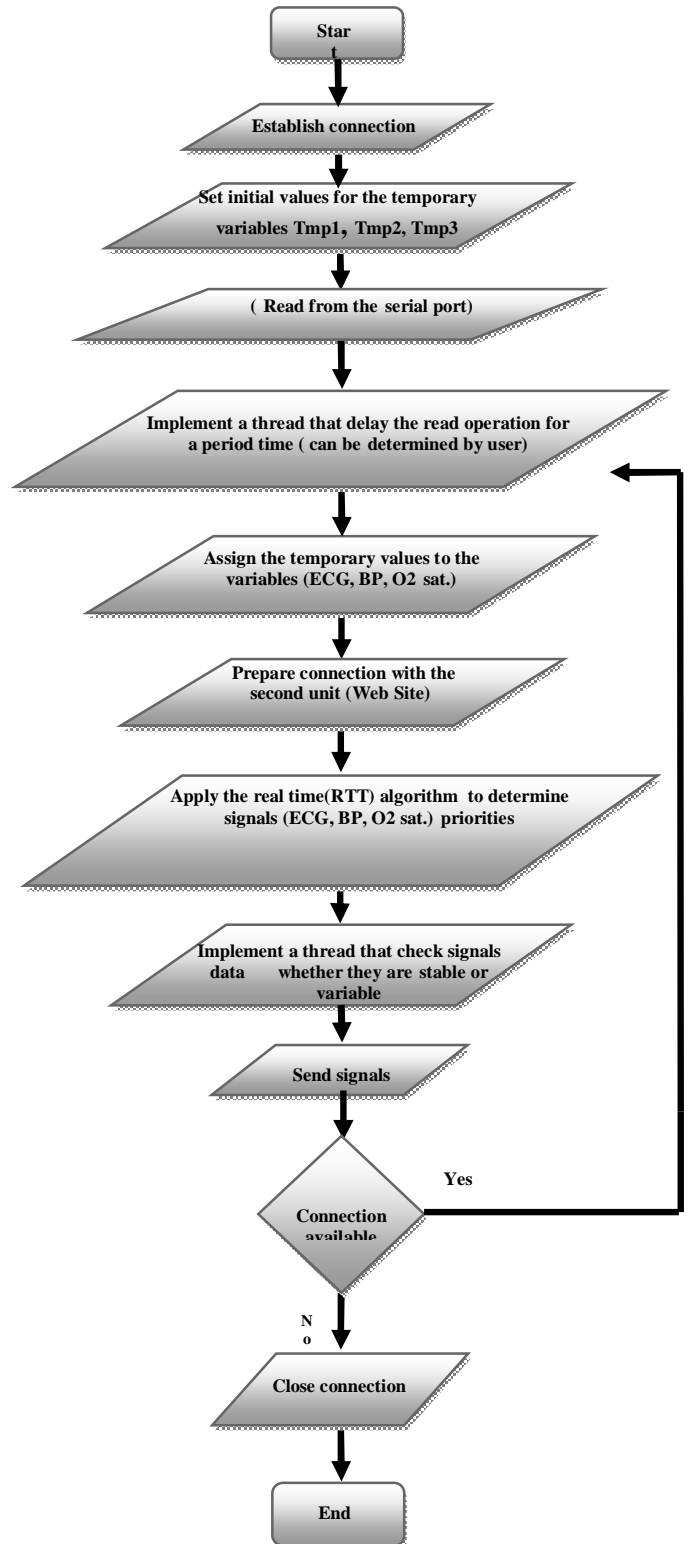 Star
t
Establish connection
Set initial values for the temporary
variables Tmp1, Tmp2, Tmp3
( Read from the serial port)
Implement a thread that delay the read operation for
a period time ( can be determined by user)
Assign the temporary values to the
variables (ECG, BP, O2 sat.)
Prepare connection with the
second unit (Web Site)
Apply the real time(RTT) algorithm to determine
signals (ECG, BP, O2 sat.) priorities
Implement a thread that check signals
data whether they are stable or
variable
Send signals
Yes
Connection
available
N
o
Close connection
End